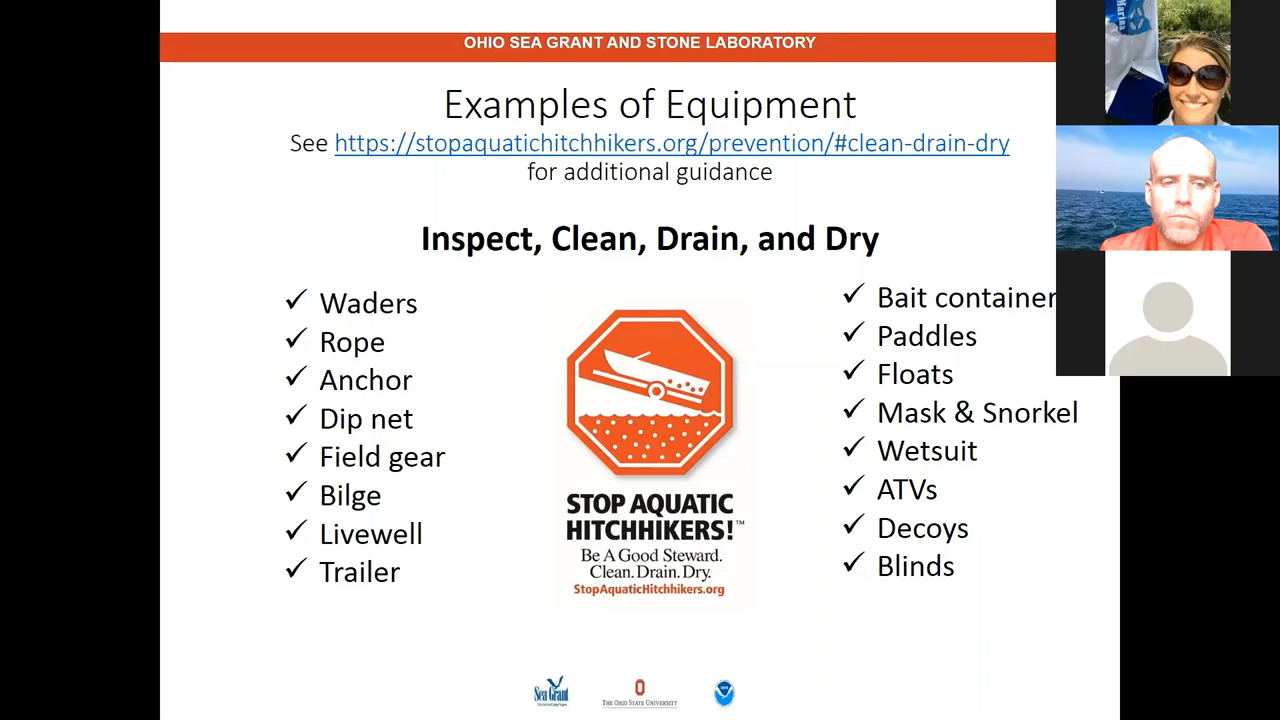 OHIO SEA GRANT AND STONE LABORATORY
Examples of Equipment
See https://stopaquatichitchhikers.org/prevention/#clean-drain-dry
for additional guidance
Inspect, Clean, Drain, and Dry
Waders
Rope
Anchor
Dip net
Field gear
Bilge
Livewell
Trailer
STOP AQUATIC
HITCHHIKERS!™
Be A Good Steward.
Clean. Drain. Dry.
StopAquaticHitchhikers.org
Bait container
Paddles
Floats
Mask & Snorkel
Wetsuit
ATVs
Decoys
Blinds
Marina
Sea Grant
THE OHIO STATE UNIVERSITY